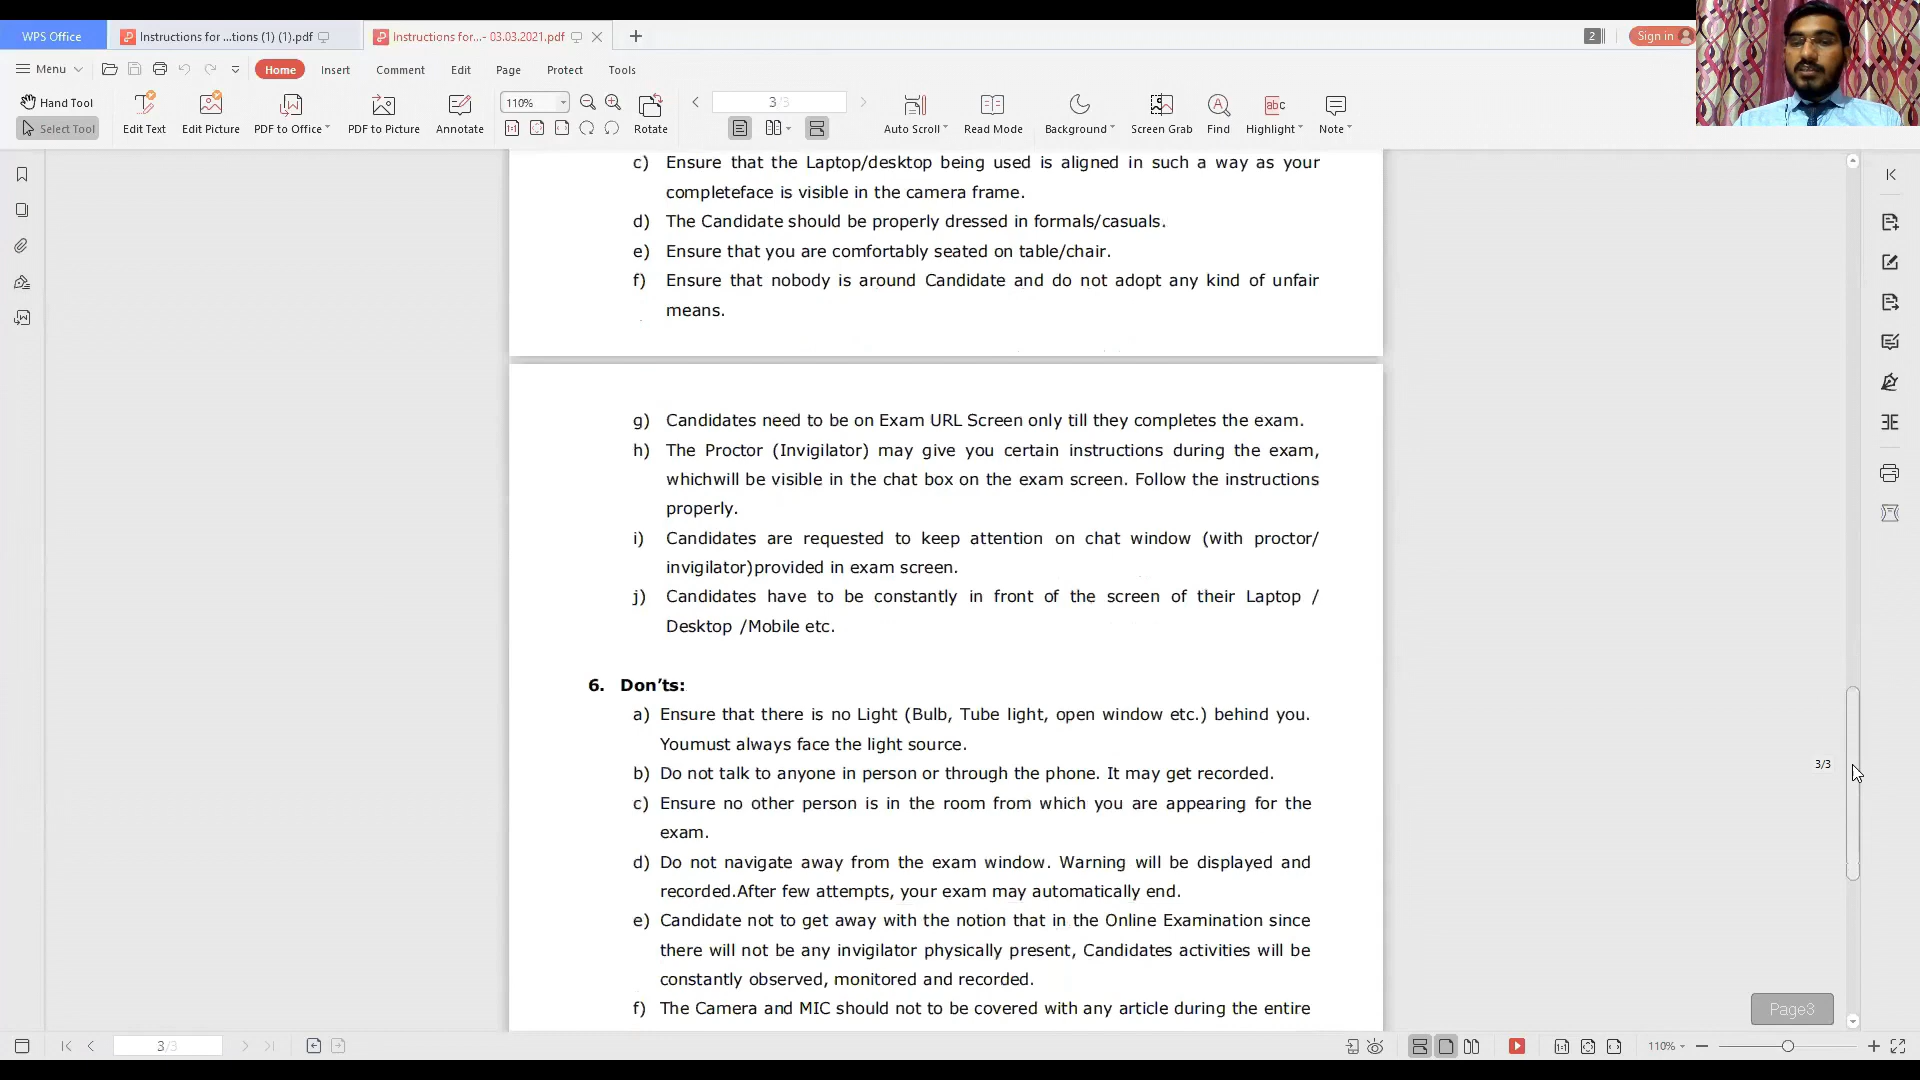 WPS Office
Instructions for ...tions (1) (1).pdf
Instructions for...- 03.03.2021.pdf
2
Sign in
Menu
Home
Insert
Comment
Edit
Page
Protect
Tools
Hand Tool
Select Tool
Edit Text
Edit Picture
PDF to Office
PDF to Picture
Annotate
110%
Rotate
3/3
Auto Scroll
Read Mode
Background
Screen Grab
Find
Highlight
Note
c) Ensure that the Laptop/desktop being used is aligned in such a way as your
completeface is visible in the camera frame.
d) The Candidate should be properly dressed in formals/casuals.
e) Ensure that you are comfortably seated on table/chair.
f) Ensure that nobody is around Candidate and do not adopt any kind of unfair
means.
g) Candidates need to be on Exam URL Screen only till they completes the exam.
h) The Proctor (Invigilator) may give you certain instructions during the exam,
whichwill be visible in the chat box on the exam screen. Follow the instructions
properly.
i) Candidates are requested to keep attention on chat window (with proctor/
invigilator)provided in exam screen.
j) Candidates have to be constantly in front of the screen of their Laptop /
Desktop /Mobile etc.
6. Don'ts:
a) Ensure that there is no Light (Bulb, Tube light, open window etc.) behind you.
Youmust always face the light source.
b) Do not talk to anyone in person or through the phone. It may get recorded.
c) Ensure no other person is in the room from which you are appearing for the
exam.
d) Do not navigate away from the exam window. Warning will be displayed and
recorded.After few attempts, your exam may automatically end.
e) Candidate not to get away with the notion that in the Online Examination since
there will not be any invigilator physically present, Candidates activities will be
constantly observed, monitored and recorded.
f) The Camera and MIC should not to be covered with any article during the entire
3/3
Page3
3/3
110%